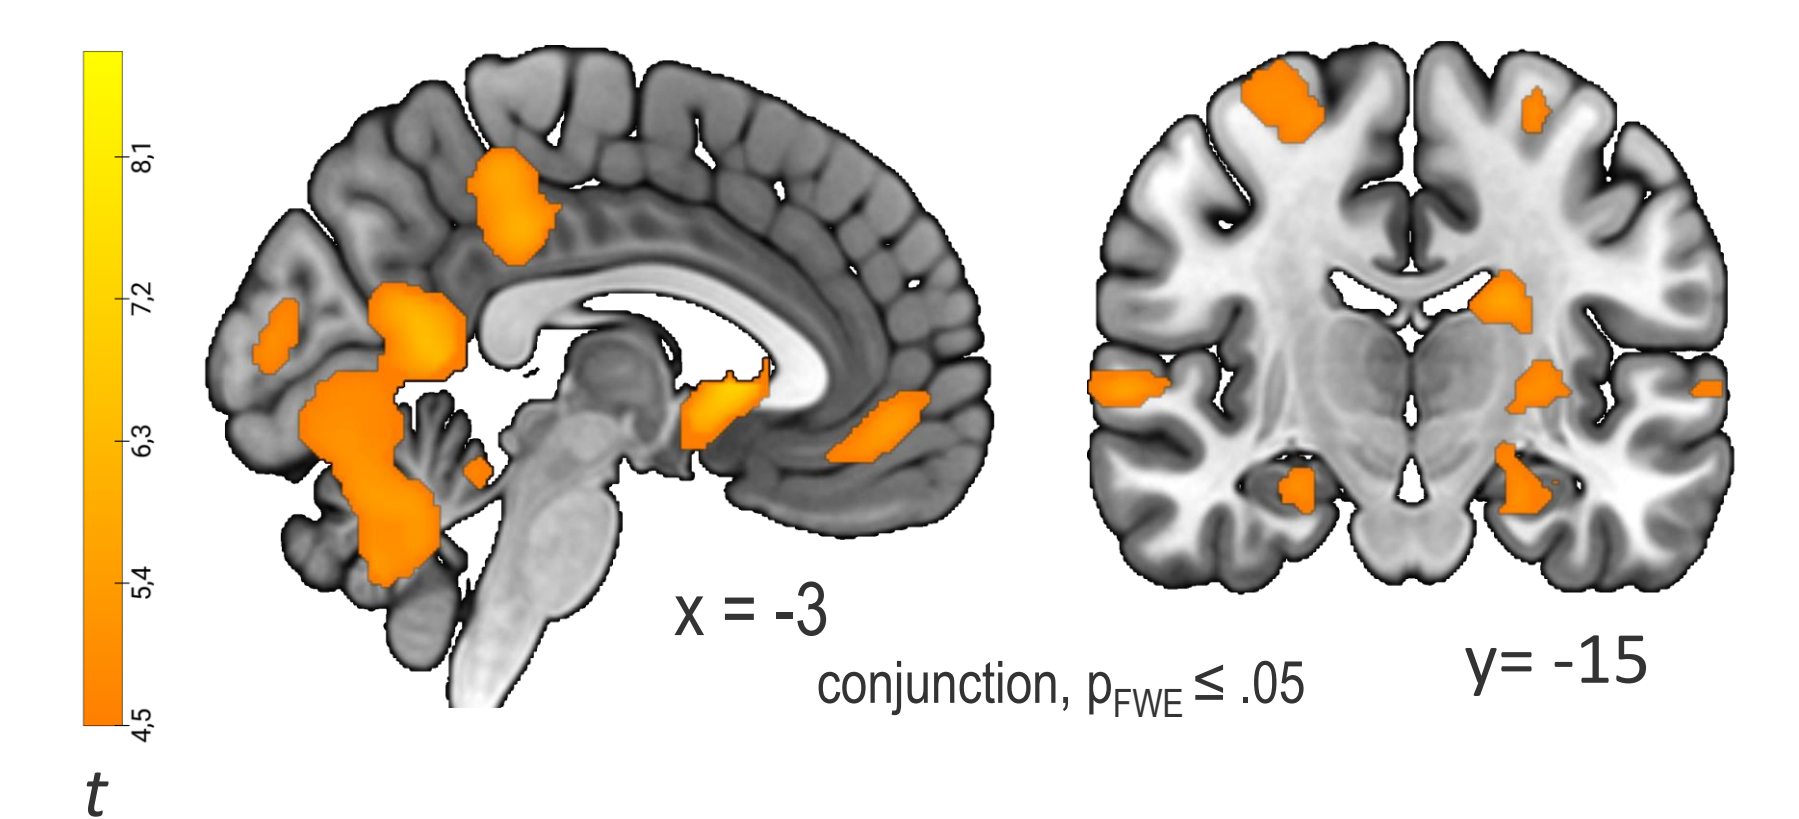 8,1
7,2
6,3
5,4
4,5
t
x = -3
y= -15
conjunction, pFWE ≤ .05